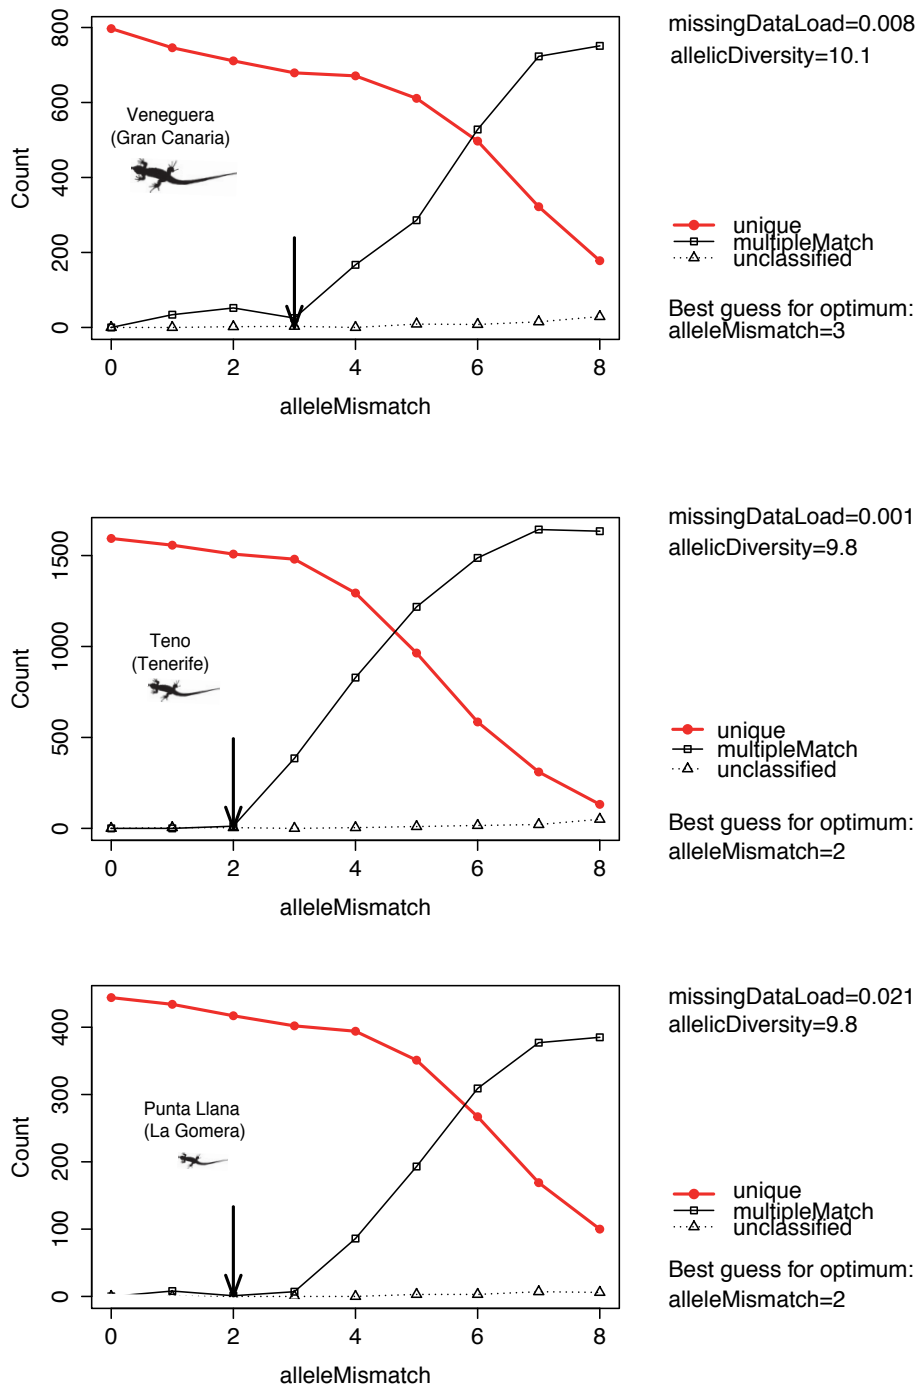 missingDataLoad=0.008
allelicDiversity=10.1
Veneguera
(Gran Canaria)
Count
0
200
400
600
800
unique
multipleMatch
unclassified
Best guess for optimum:
alleleMismatch=3
0 2 4 6 8
alleleMismatch
missingDataLoad=0.001
allelicDiversity=9.8
Teno
(Tenerife)
Count
0
500
1000
1500
unique
multipleMatch
unclassified
Best guess for optimum:
alleleMismatch=2
0 2 4 6 8
alleleMismatch
missingDataLoad=0.021
allelicDiversity=9.8
Punta Llana
(La Gomera)
Count
0
100
200
300
400
unique
multipleMatch
unclassified
Best guess for optimum:
alleleMismatch=2
0 2 4 6 8
alleleMismatch